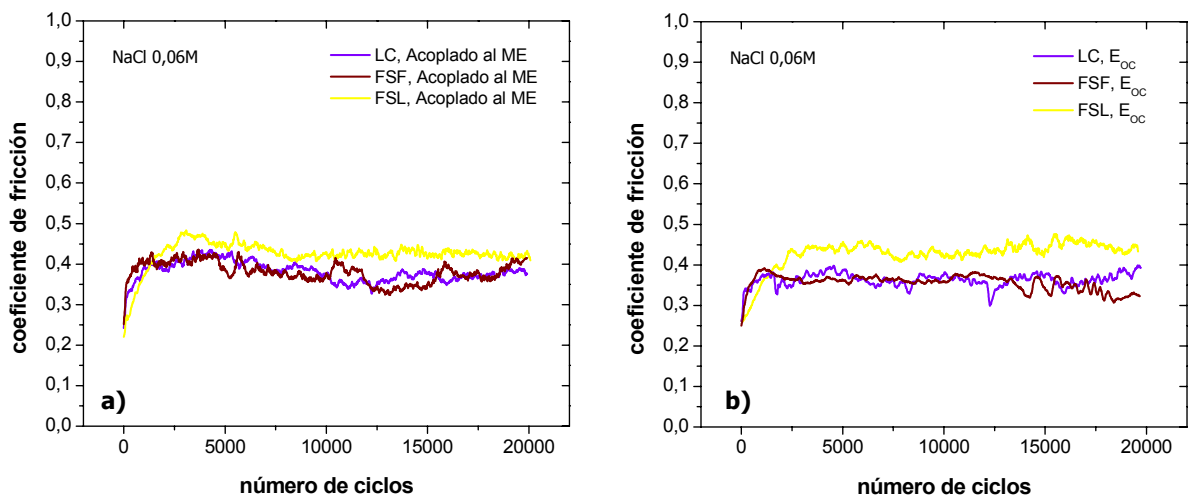 NaCl 0,06M
LC, Acoplado al ME
FSF, Acoplado al ME
FSL, Acoplado al ME
coeficiente de fricción
1,0
0,9
0,8
0,7
0,6
0,5
0,4
0,3
0,2
0,1
0,0
a)
0
5000
10000
15000
20000
número de ciclos
NaCl 0,06M
LC, EOC
FSF, EOC
FSL, EOC
coeficiente de fricción
1,0
0,9
0,8
0,7
0,6
0,5
0,4
0,3
0,2
0,1
0,0
b)
0
5000
10000
15000
20000
número de ciclos